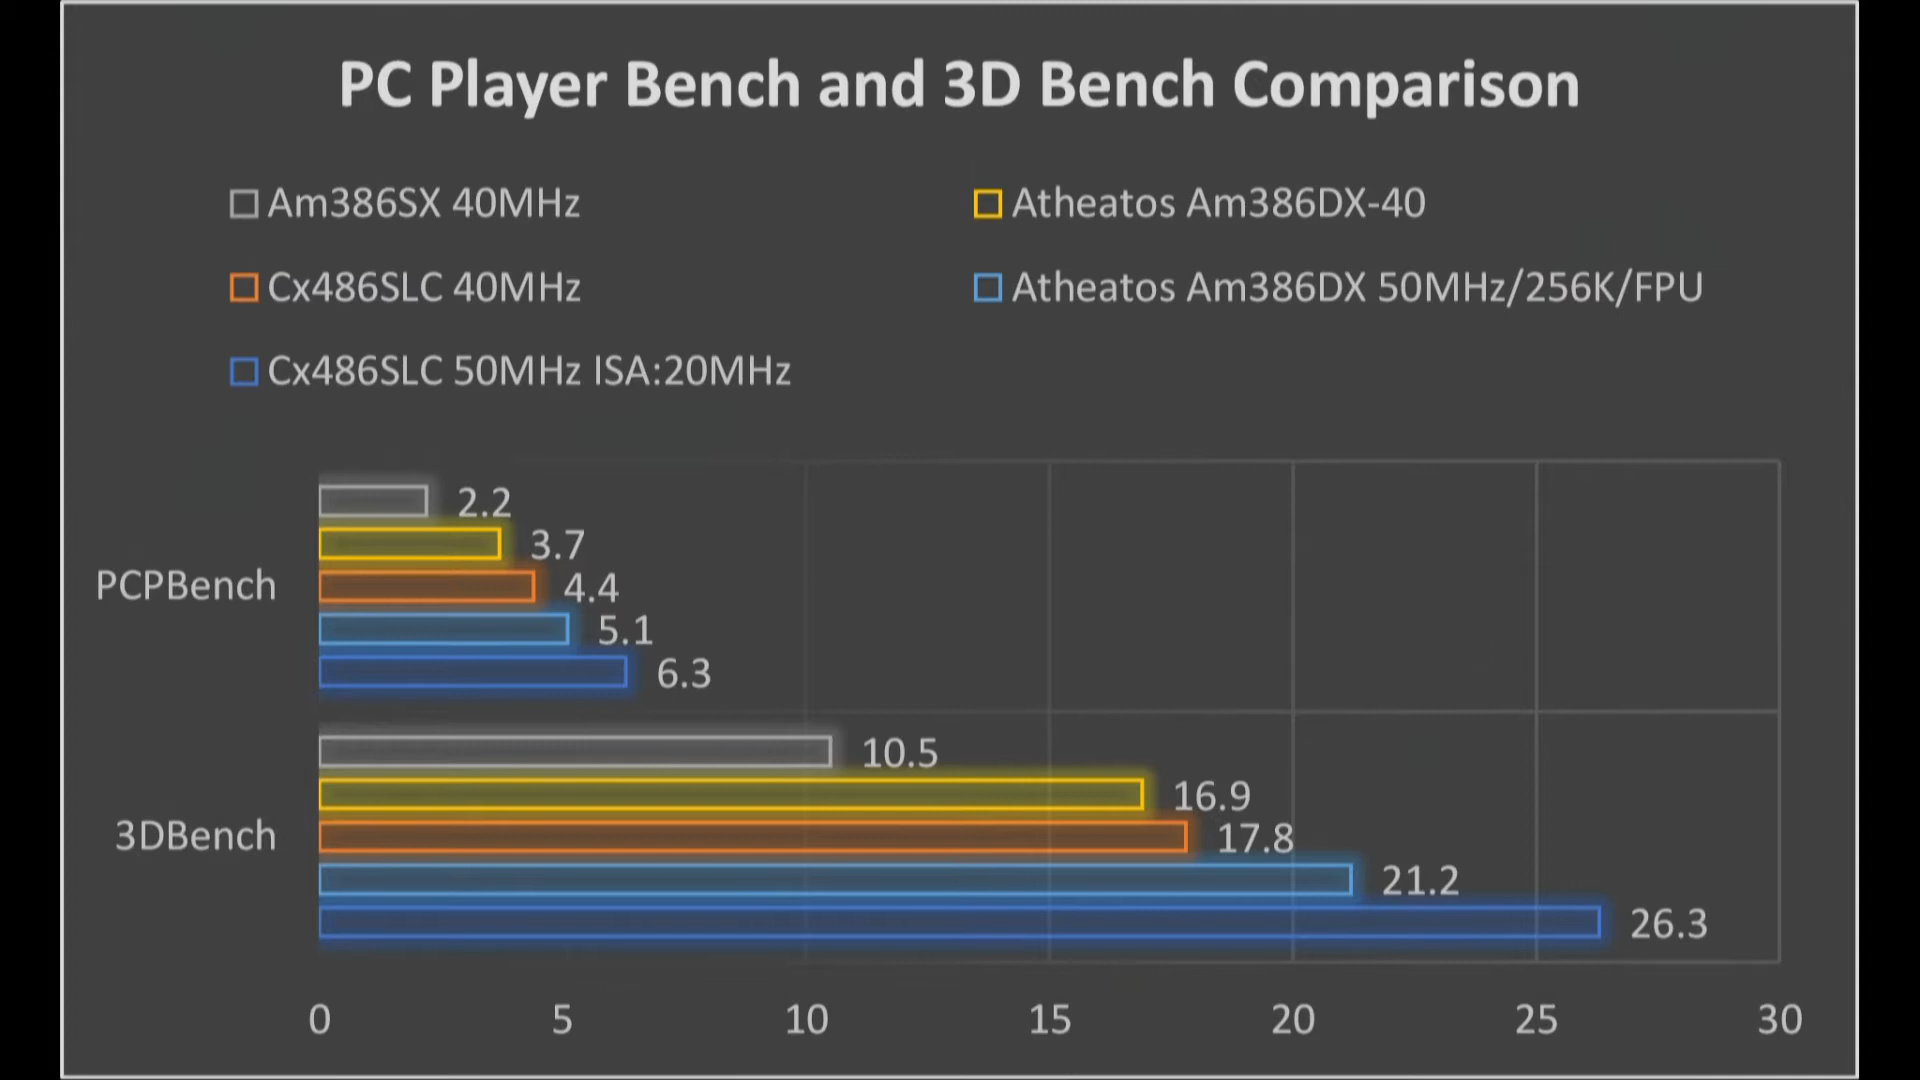 PC Player Bench and 3D Bench Comparison
Am386SX 40MHz
Atheatos Am386DX-40
Cx486SLC 40MHz
Atheatos Am386DX 50MHz/256K/FPU
Cx486SLC 50MHz ISA:20MHz
PCPBench
2.2
3.7
4.4
5.1
6.3
3DBench
10.5
16.9
17.8
21.2
26.3
0 5 10 15 20 25 30